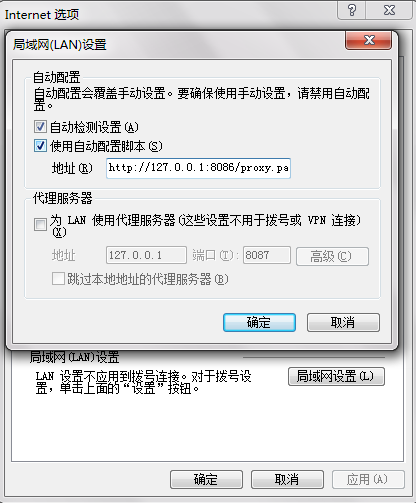 Internet 选项
?
局域网(LAN)设置
自动配置
自动配置会覆盖手动设置。要确保使用手动设置，请禁用自动配
置。
自动检测设置(A)
使用自动配置脚本(S)
地址(R)
http://127.0.0.1:8086/proxy.pa
代理服务器
为 LAN 使用代理服务器(这些设置不用于拨号或 VPN 连接)
(X)
地址 127.0.0.1 端口(T): 8087 高级(C)
跳过本地地址的代理服务器(B)
确定 取消
局域网(LAN)设置
LAN 设置不应用到拨号连接。对于拨号设
置，单击上面的“设置”按钮。
局域网设置(L)
确定 取消 应用(A)